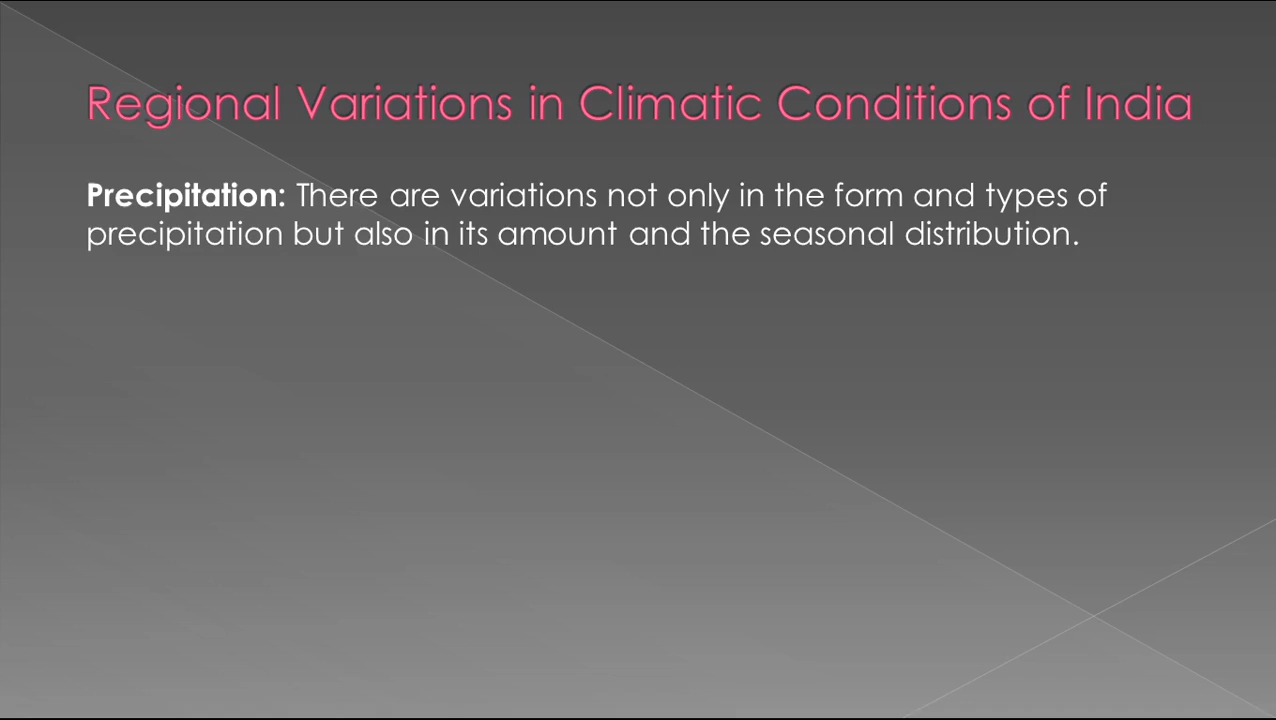 Regional Variations in Climatic Conditions of India
Precipitation: There are variations not only in the form and types of
precipitation but also in its amount and the seasonal distribution.